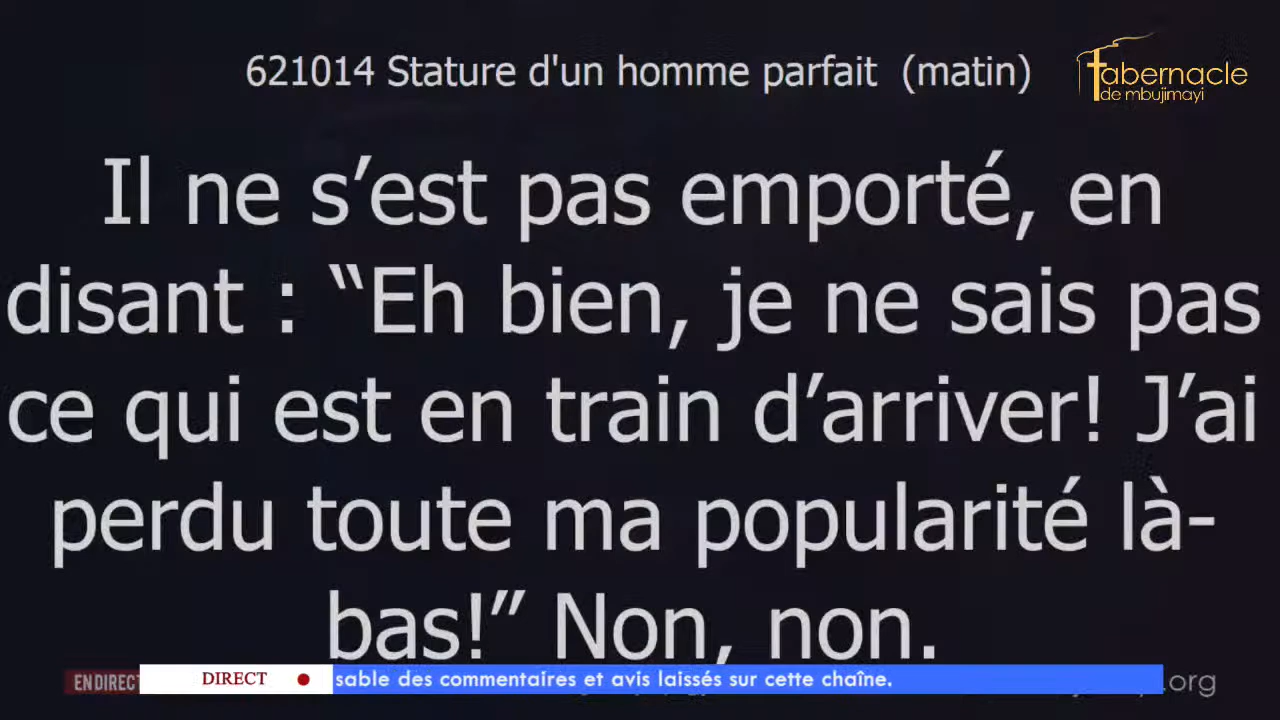 621014 Stature d'un homme parfait (matin)
Tabernacle
de mbujimayi
Il ne s’est pas emporté, en
disant : “Eh bien, je ne sais pas
ce qui est en train d’arriver! J’ai
perdu toute ma popularité là-
bas!” Non, non.
EN DIRECT
DIRECT
sable des commentaires et avis laissés sur cette chaîne.
.org